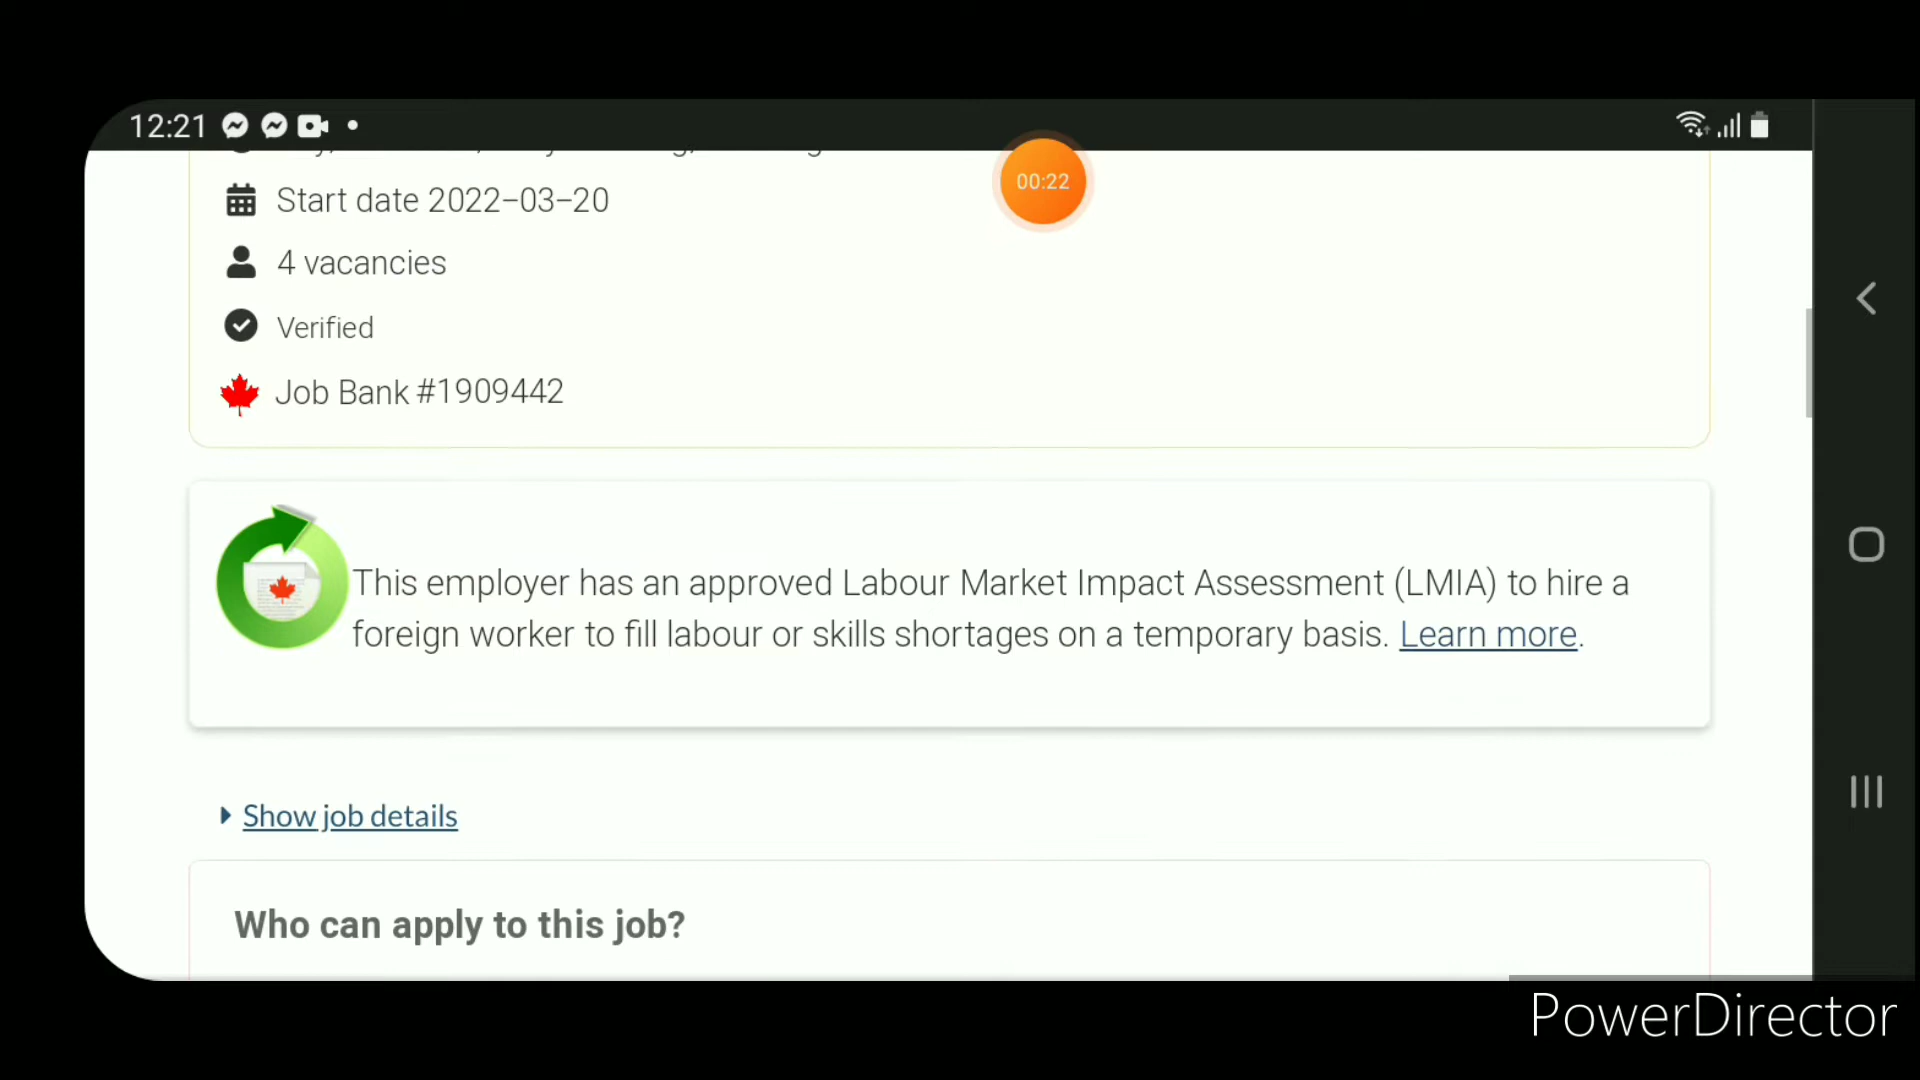 12:21
00:22
Start date 2022-03-20
4 vacancies
Verified
Job Bank #1909442
This employer has an approved Labour Market Impact Assessment (LMIA) to hire a
foreign worker to fill labour or skills shortages on a temporary basis. Learn more.
Show job details
Who can apply to this job?
PowerDirector